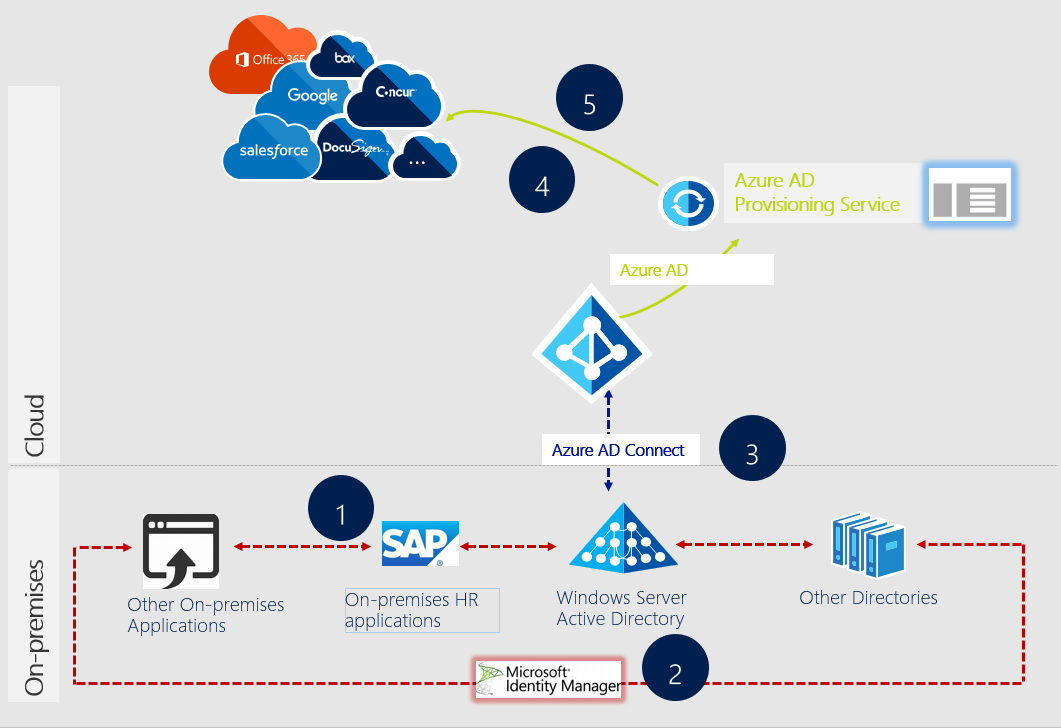 Office 365
box
Google
C•ncur
salesforce
DocuSign
...
5
4
Azure AD
Provisioning Service
Azure AD
Cloud
Azure AD Connect
3
1
SAP
®
Other On-premises
Applications
On-premises HR
applications
Windows Server
Active Directory
Other Directories
On-premises
Microsoft®
Identity Manager
2